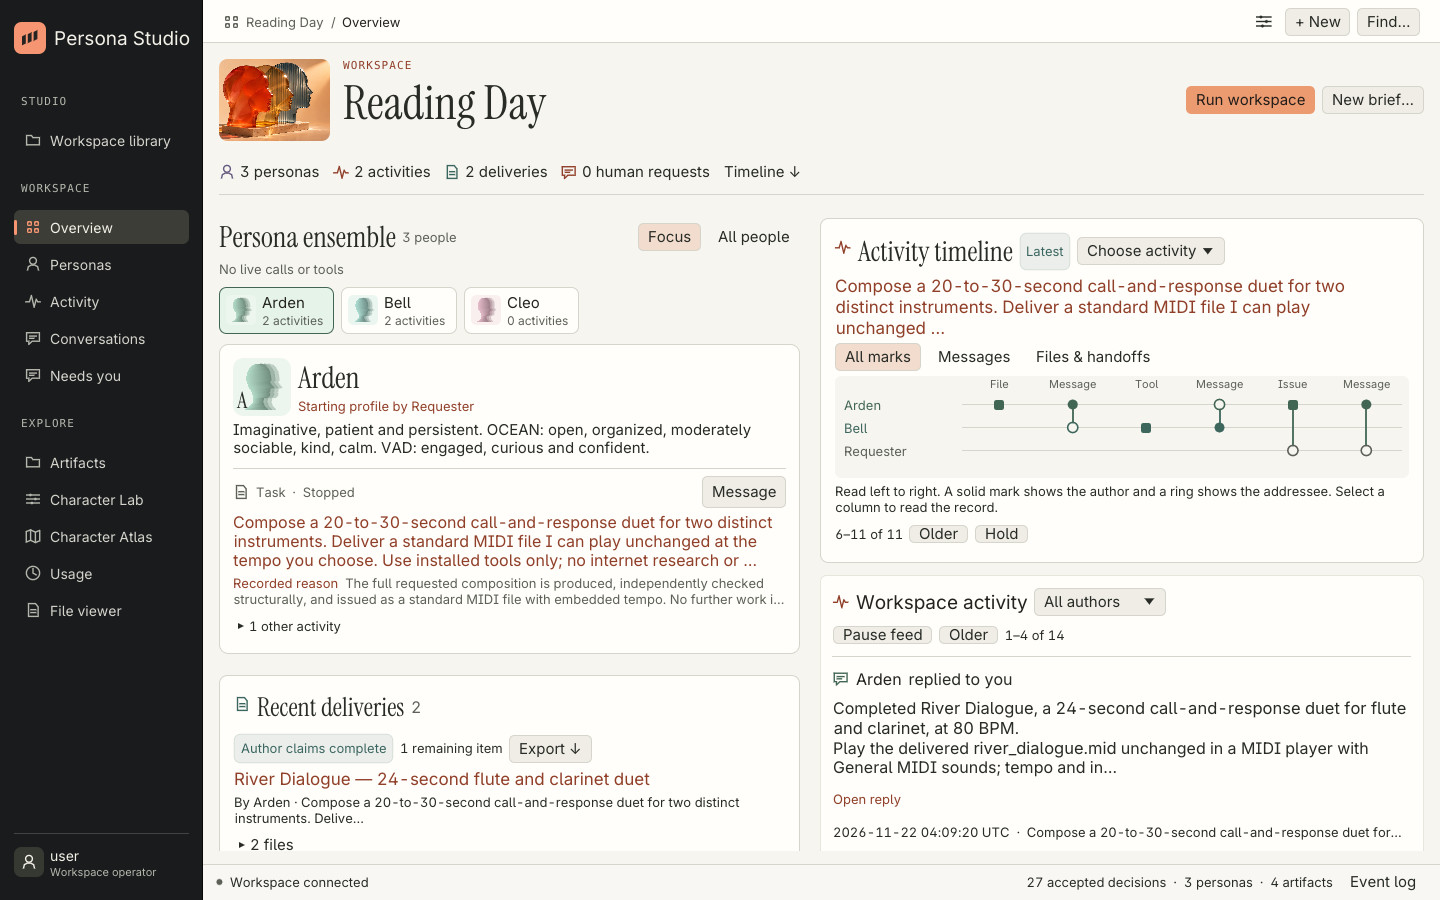 Persona Studio
STUDIO
Workspace library
WORKSPACE
Overview
Personas
Activity
Conversations
Needs you
EXPLORE
Artifacts
Character Lab
Character Atlas
Usage
File viewer
user
Workspace operator
Reading Day / Overview
+ New
Find...
WORKSPACE
Reading Day
Run workspace
New brief...
3 personas
2 activities
2 deliveries
0 human requests
Timeline ↓
Persona ensemble 3 people
Focus
All people
No live calls or tools
Arden
2 activities
Bell
2 activities
Cleo
0 activities
A
Arden
Starting profile by Requester
Imaginative, patient and persistent. OCEAN: open, organized, moderately
sociable, kind, calm. VAD: engaged, curious and confident.
Task · Stopped
Message
Compose a 20-to-30-second call-and-response duet for two distinct
instruments. Deliver a standard MIDI file I can play unchanged at the
tempo you choose. Use installed tools only; no internet research or ...
Recorded reason The full requested composition is produced, independently checked
structurally, and issued as a standard MIDI file with embedded tempo. No further work i...
▸ 1 other activity
Recent deliveries 2
Author claims complete
1 remaining item
Export ↓
River Dialogue — 24-second flute and clarinet duet
By Arden · Compose a 20-to-30-second call-and-response duet for two distinct
instruments. Delive...
▸ 2 files
Activity timeline
Latest
Choose activity ▼
Compose a 20-to-30-second call-and-response duet for two
distinct instruments. Deliver a standard MIDI file I can play
unchanged ...
All marks
Messages
Files & handoffs
File
Message
Tool
Message
Issue
Message
Arden
Bell
Requester
Read left to right. A solid mark shows the author and a ring shows the addressee. Select a
column to read the record.
6–11 of 11
Older
Hold
Workspace activity
All authors ▼
Pause feed
Older
1–4 of 14
Arden replied to you
Completed River Dialogue, a 24-second call-and-response duet for flute
and clarinet, at 80 BPM.
Play the delivered river_dialogue.mid unchanged in a MIDI player with
General MIDI sounds; tempo and in...
Open reply
2026-11-22 04:09:20 UTC · Compose a 20-to-30-second call-and-response duet for...
Workspace connected
27 accepted decisions · 3 personas · 4 artifacts
Event log